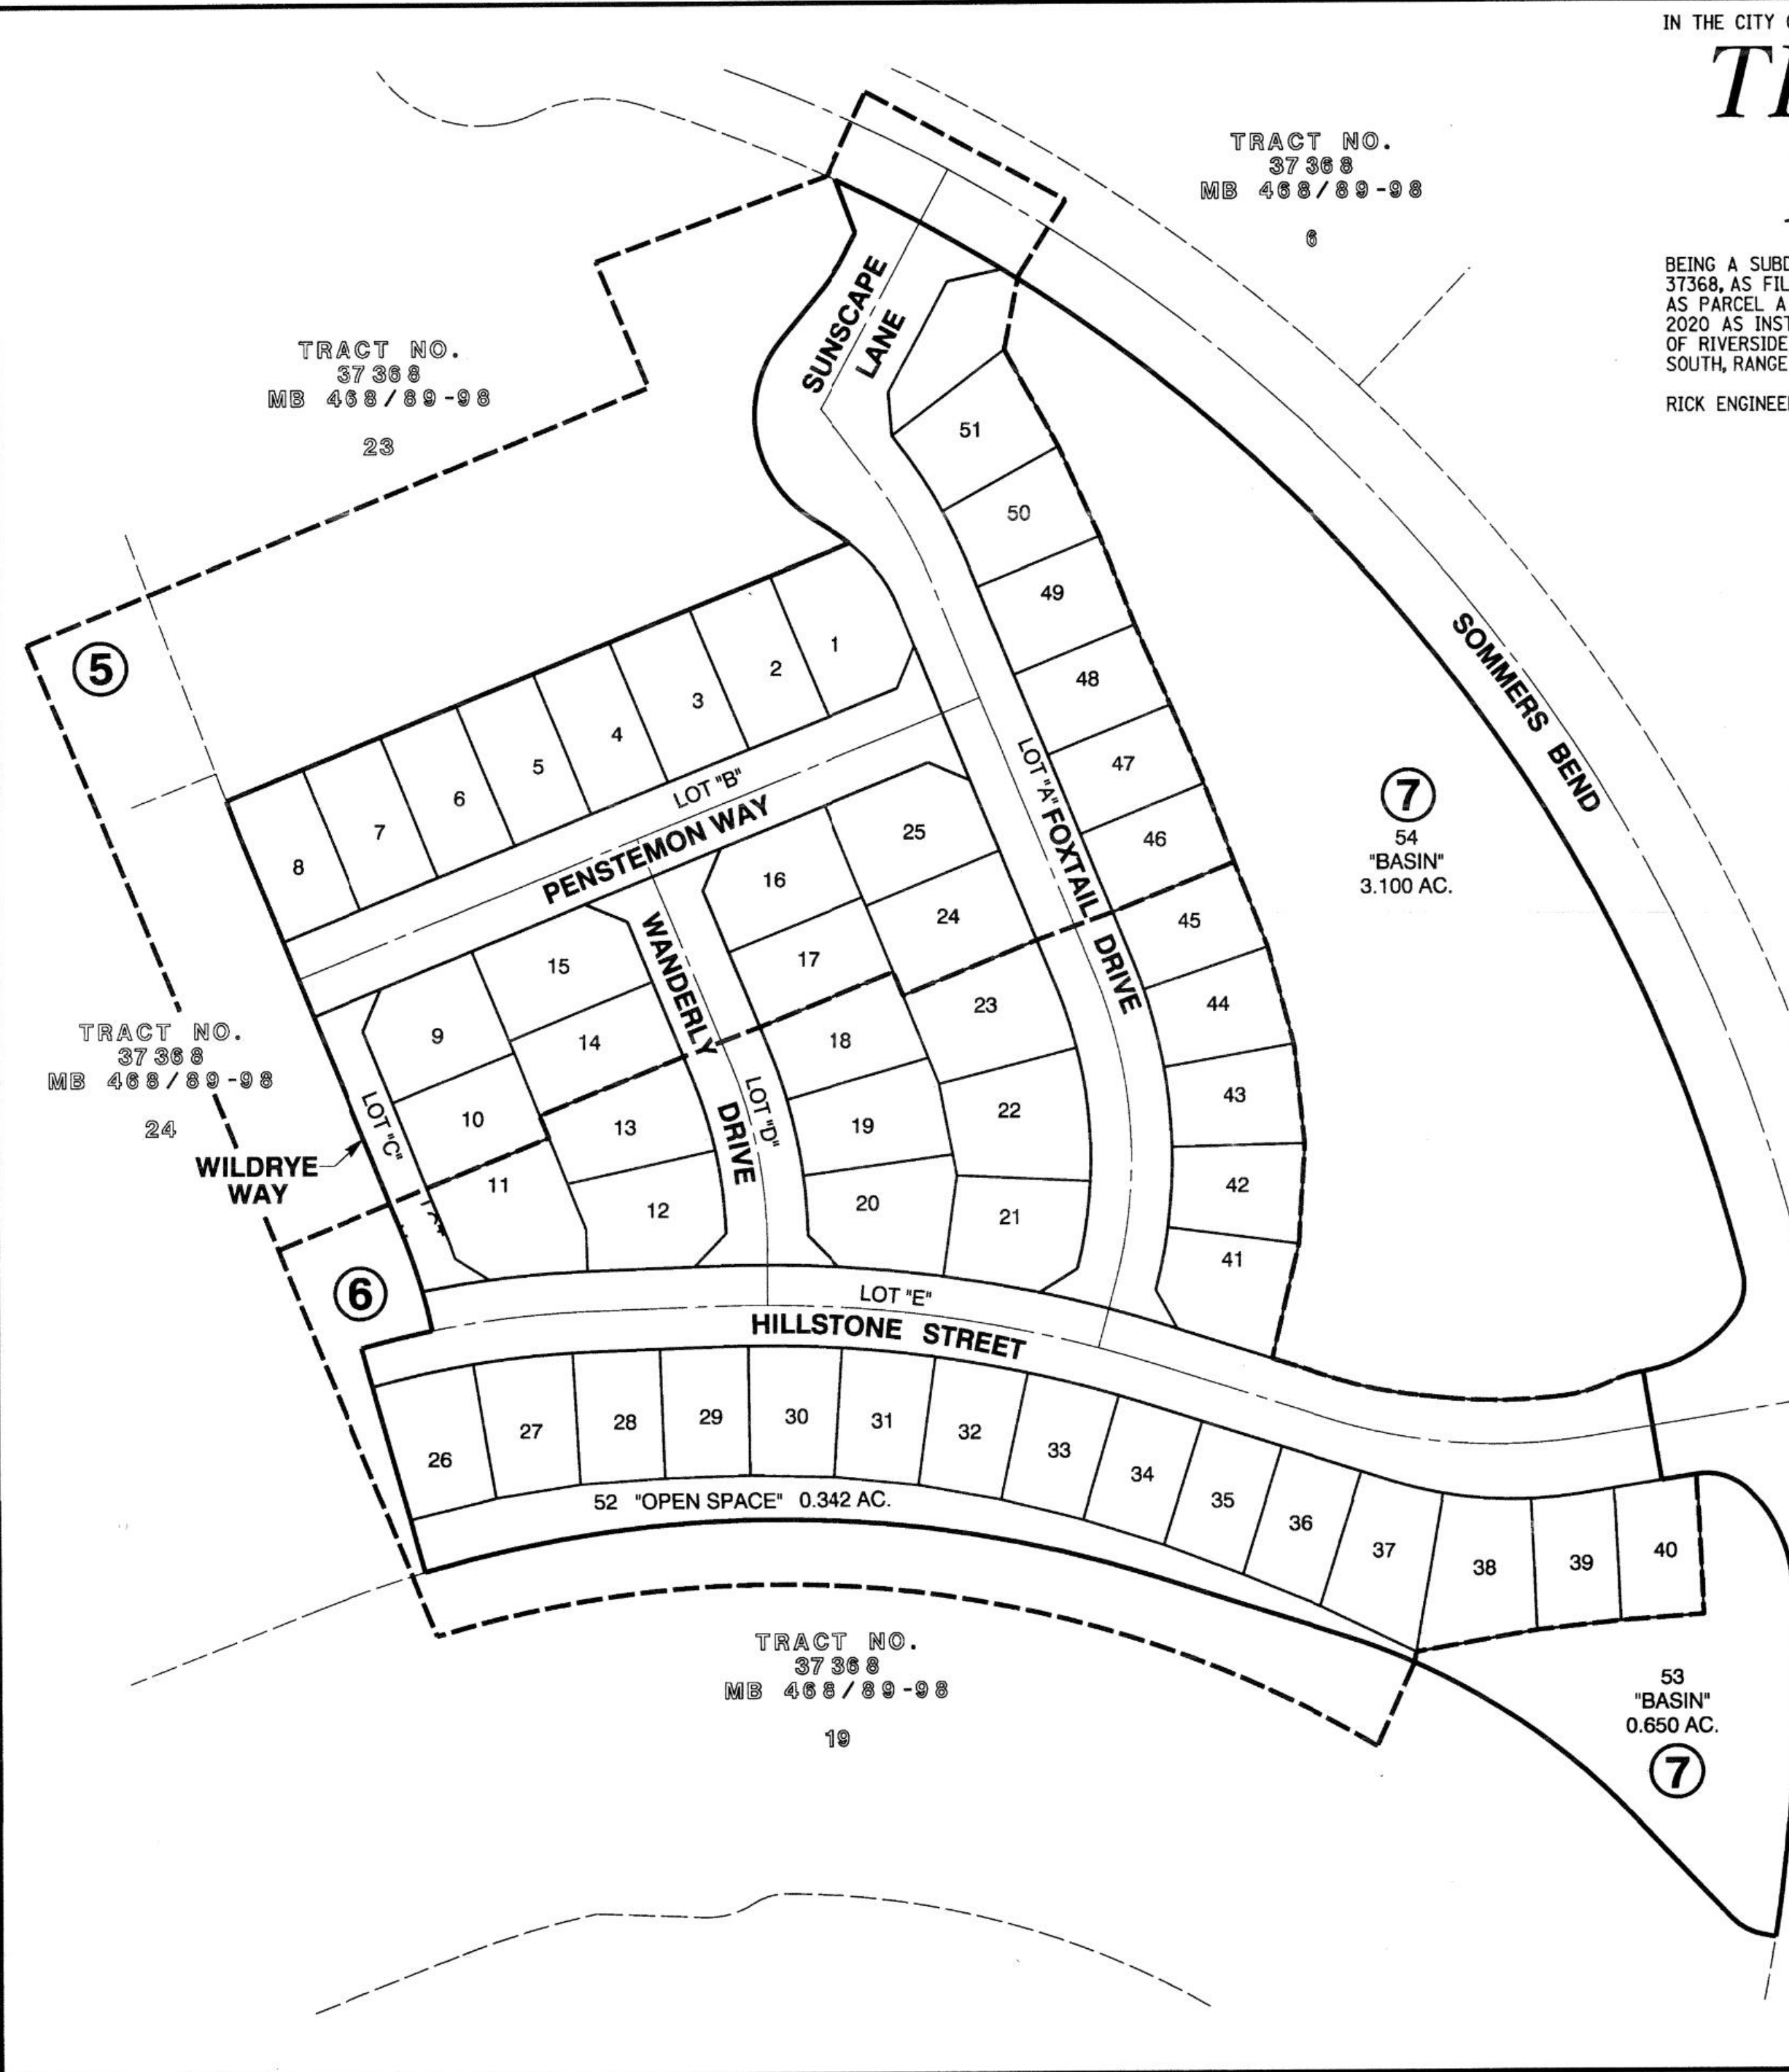 IN THE CITY
TRACT NO.
37368
MB 468/89-98
6
BEING A SUBD
37368, AS FIL
AS PARCEL A
2020 AS INST
OF RIVERSIDE
SOUTH, RANGE
RICK ENGINEE
SUNSCAPE
LANE
TRACT NO.
37368
MB 468/89-98
23
51
50
49
48
47
46
45
44
43
42
41
5
1
2
3
4
5
6
7
8
LOT "B"
PENSTEMON WAY
LOT "A"
FOXTAIL DRIVE
SOMMERS BEND
7
54
"BASIN"
3.100 AC.
25
16
24
17
15
9
14
10
WANDERLY
DRIVE
LOT "D"
23
18
22
19
13
11
12
20
21
TRACT NO.
37368
MB 468/89-98
24
LOT "C"
WILDRYE
WAY
6
LOT "E"
HILLSTONE STREET
26
27
28
29
30
31
32
33
34
35
36
37
38
39
40
52 "OPEN SPACE" 0.342 AC.
TRACT NO.
37368
MB 468/89-98
19
53
"BASIN"
0.650 AC.
7